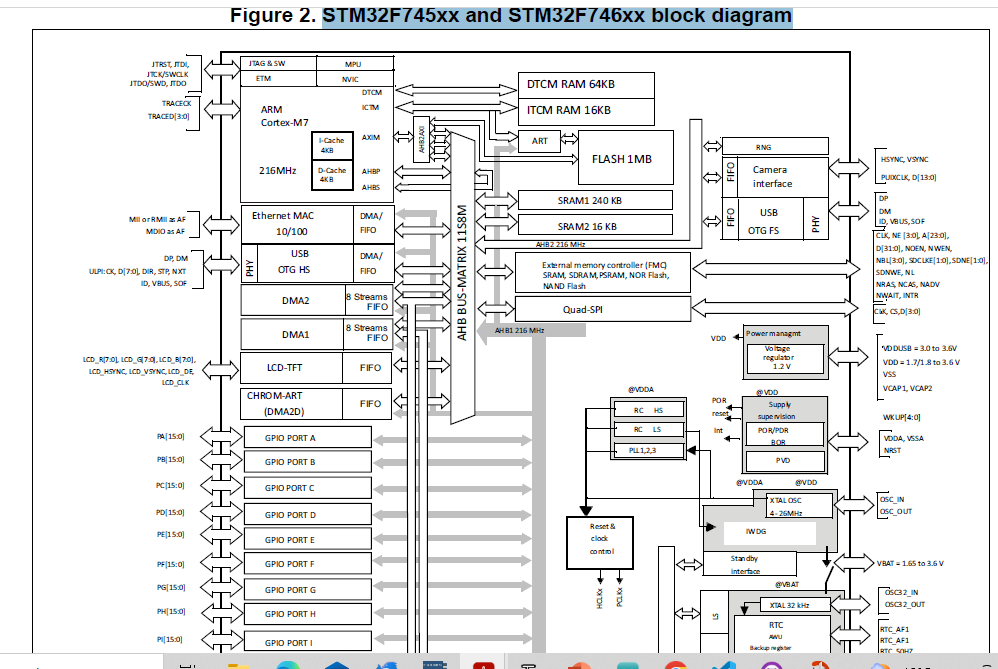 Figure 2. STM32F745xx and STM32F746xx block diagram
JTRST, JTDI,
JTCK/SWCLK
JTDO/SWD, JTDO
TRACECK
TRACED[3:0]
JTAG & SW
MPU
ETM
NVIC
DTCM
ICTM
ARM
Cortex-M7
AXIM
I-Cache
4KB
D-Cache
4KB
216MHz
AHBP
AHBS
AHB2AXI
DTCM RAM 64KB
ITCM RAM 16KB
ART
FLASH 1MB
SRAM1 240 KB
SRAM2 16 KB
AHB2 216 MHz
External memory controller (FMC)
SRAM, SDRAM,PSRAM, NOR Flash,
NAND Flash
Quad-SPI
AHB1 216 MHz
AHB BUS-MATRIX 11S8M
RNG
FIFO
Camera
interface
FIFO
USB
OTG FS
PHY
HSYNC, VSYNC
PUIXCLK, D[13:0]
DP
DM
ID, VBUS, SOF
CLK, NE [3:0], A[23:0],
D[31:0], NOEN, NWEN,
NBL[3:0], SDCLKE[1:0], SDNE[1:0],
SDNWE, NL
NRAS, NCAS, NADV
NWAIT, INTR
CLK, CS,D[3:0]
MII or RMII as AF
MDIO as AF
Ethernet MAC
10/100
DMA/
FIFO
DP, DM
ULPI:CK, D[7:0], DIR, STP, NXT
ID, VBUS, SOF
PHY
USB
OTG HS
DMA/
FIFO
DMA2
8 Streams
FIFO
DMA1
8 Streams
FIFO
LCD_R[7:0], LCD_G[7:0], LCD_B[7:0],
LCD_HSYNC, LCD_VSYNC, LCD_DE,
LCD_CLK
LCD-TFT
FIFO
CHROM-ART
(DMA2D)
FIFO
PA[15:0]
GPIO PORT A
PB[15:0]
GPIO PORT B
PC[15:0]
GPIO PORT C
PD[15:0]
GPIO PORT D
PE[15:0]
GPIO PORT E
PF[15:0]
GPIO PORT F
PG[15:0]
GPIO PORT G
PH[15:0]
GPIO PORT H
PI[15:0]
GPIO PORT I
VDD
Power managmt
Voltage
regulator
1.2 V
VDDUSB = 3.0 to 3.6V
VDD = 1.7/1.8 to 3.6 V
VSS
VCAP1, VCAP2
@VDDA
RC HS
RC LS
PLL1,2,3
@VDD
POR
reset
Int
Supply
supervision
POR/PDR
BOR
PVD
WKUP[4:0]
VDDA, VSSA
NRST
@VDDA
@VDD
XTAL OSC
4- 26MHz
IWDG
OSC_IN
OSC_OUT
Reset &
clock
control
HCLKx
PCLKx
Standby
interface
VBAT = 1.65 to 3.6 V
@VBAT
LS
XTAL 32 kHz
RTC
AWU
Backup register
OSC32_IN
OSC32_OUT
RTC_AF1
RTC_AF1
RTC_50HZ